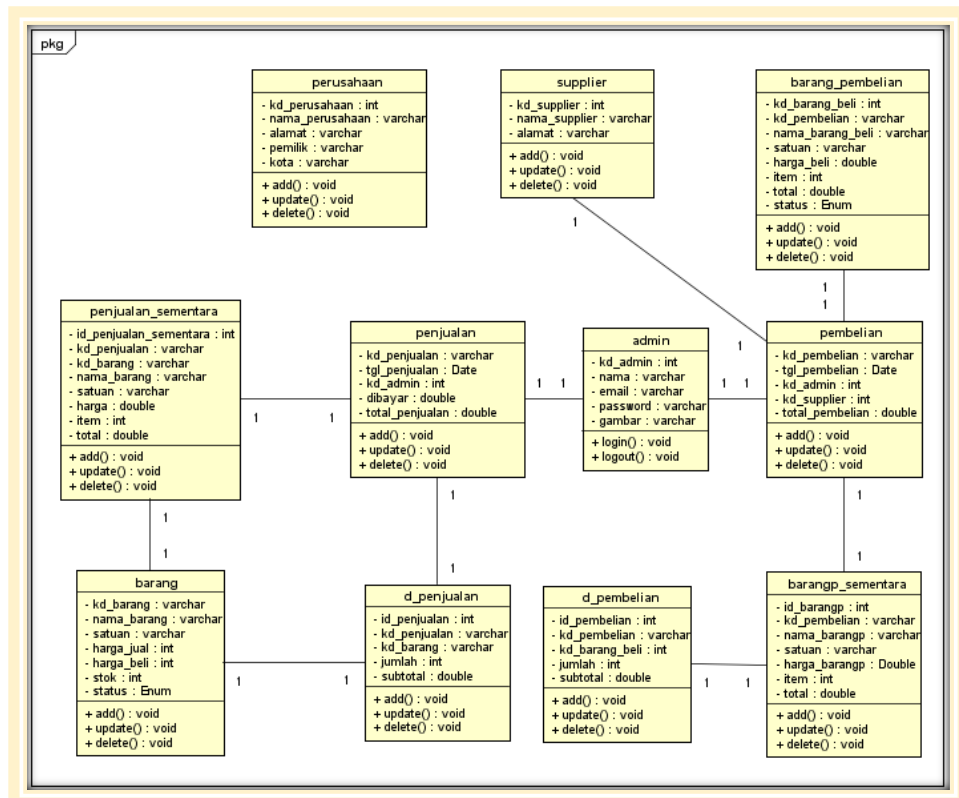 pkg
perusahaan
- kd_perusahaan : int
- nama_perusahaan : varchar
- alamat : varchar
- pemilik : varchar
- kota : varchar
+ add() : void
+ update() : void
+ delete() : void
supplier
- kd_supplier : int
- nama_supplier : varchar
- alamat : varchar
+ add() : void
+ update() : void
+ delete() : void
1
barang_pembelian
- kd_barang_beli : int
- kd_pembelian : varchar
- nama_barang_beli : varchar
- satuan : varchar
- harga_beli : double
- item : int
- total : double
- status : Enum
+ add() : void
+ update() : void
+ delete() : void
1
1
penjualan_sementara
- id_penjualan_sementara : int
- kd_penjualan : varchar
- kd_barang : varchar
- nama_barang : varchar
- satuan : varchar
- harga : double
- item : int
- total : double
+ add() : void
+ update() : void
+ delete() : void
1
1
penjualan
- kd_penjualan : varchar
- tgl_penjualan : Date
- kd_admin : int
- dibayar : double
- total_penjualan : double
+ add() : void
+ update() : void
+ delete() : void
1 1
admin
- kd_admin : int
- nama : varchar
- email : varchar
- password : varchar
- gambar : varchar
+ login() : void
+ logout() : void
1 1
1
pembelian
- kd_pembelian : varchar
- tgl_pembelian : Date
- kd_admin : int
- kd_supplier : int
- total_pembelian : double
+ add() : void
+ update() : void
+ delete() : void
1
1
1
1
1
1
barang
- kd_barang : varchar
- nama_barang : varchar
- satuan : varchar
- harga_jual : int
- harga_beli : int
- stok : int
- status : Enum
+ add() : void
+ update() : void
+ delete() : void
1
1
d_penjualan
- id_penjualan : int
- kd_penjualan : varchar
- kd_barang : varchar
- jumlah : int
- subtotal : double
+ add() : void
+ update() : void
+ delete() : void
d_pembelian
- id_pembelian : int
- kd_pembelian : varchar
- kd_barang_beli : int
- jumlah : int
- subtotal : double
+ add() : void
+ update() : void
+ delete() : void
1
1
barangp_sementara
- id_barangp : int
- kd_pembelian : varchar
- nama_barangp : varchar
- satuan : varchar
- harga_barangp : Double
- item : int
- total : double
+ add() : void
+ update() : void
+ delete() : void